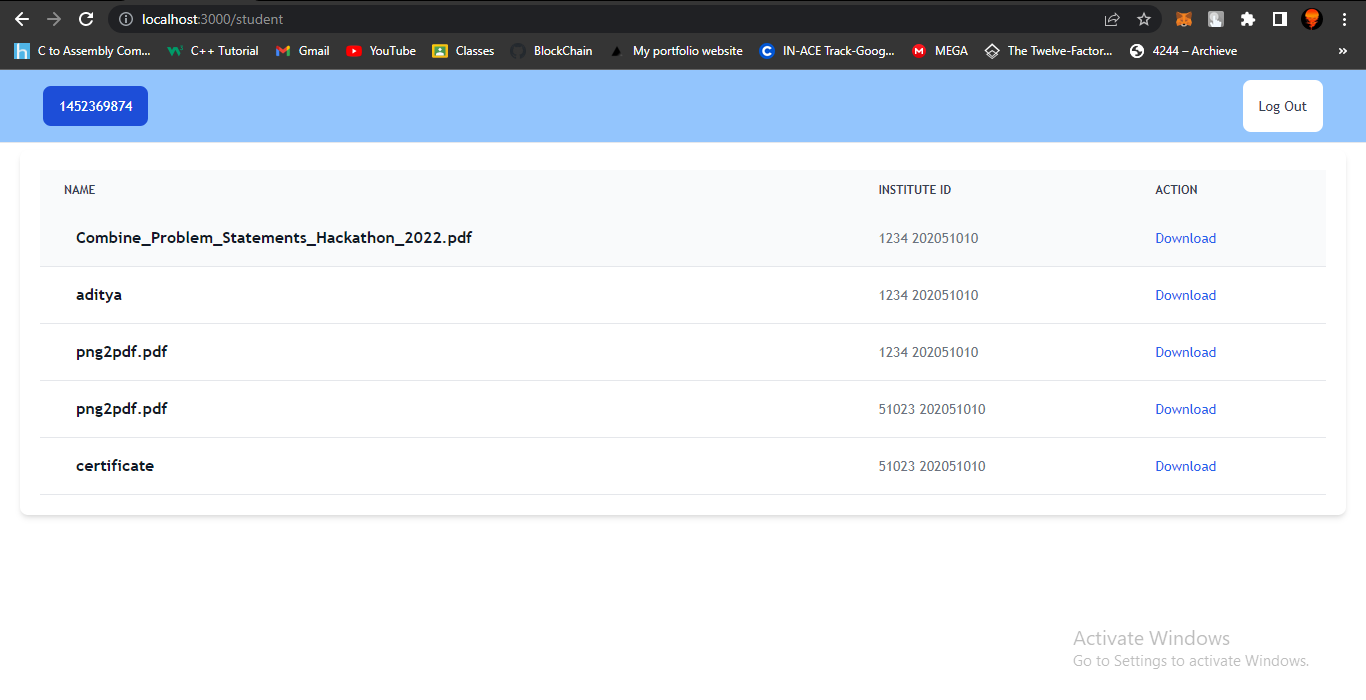 localhost:3000/student
C to Assembly Com... C++ Tutorial Gmail YouTube Classes BlockChain My portfolio website IN-ACE Track-Goog... MEGA The Twelve-Factor... 4244 – Archieve »
1452369874 Log Out
NAME INSTITUTE ID ACTION
Combine_Problem_Statements_Hackathon_2022.pdf 1234 202051010 Download
aditya 1234 202051010 Download
png2pdf.pdf 1234 202051010 Download
png2pdf.pdf 51023 202051010 Download
certificate 51023 202051010 Download
Activate Windows
Go to Settings to activate Windows.